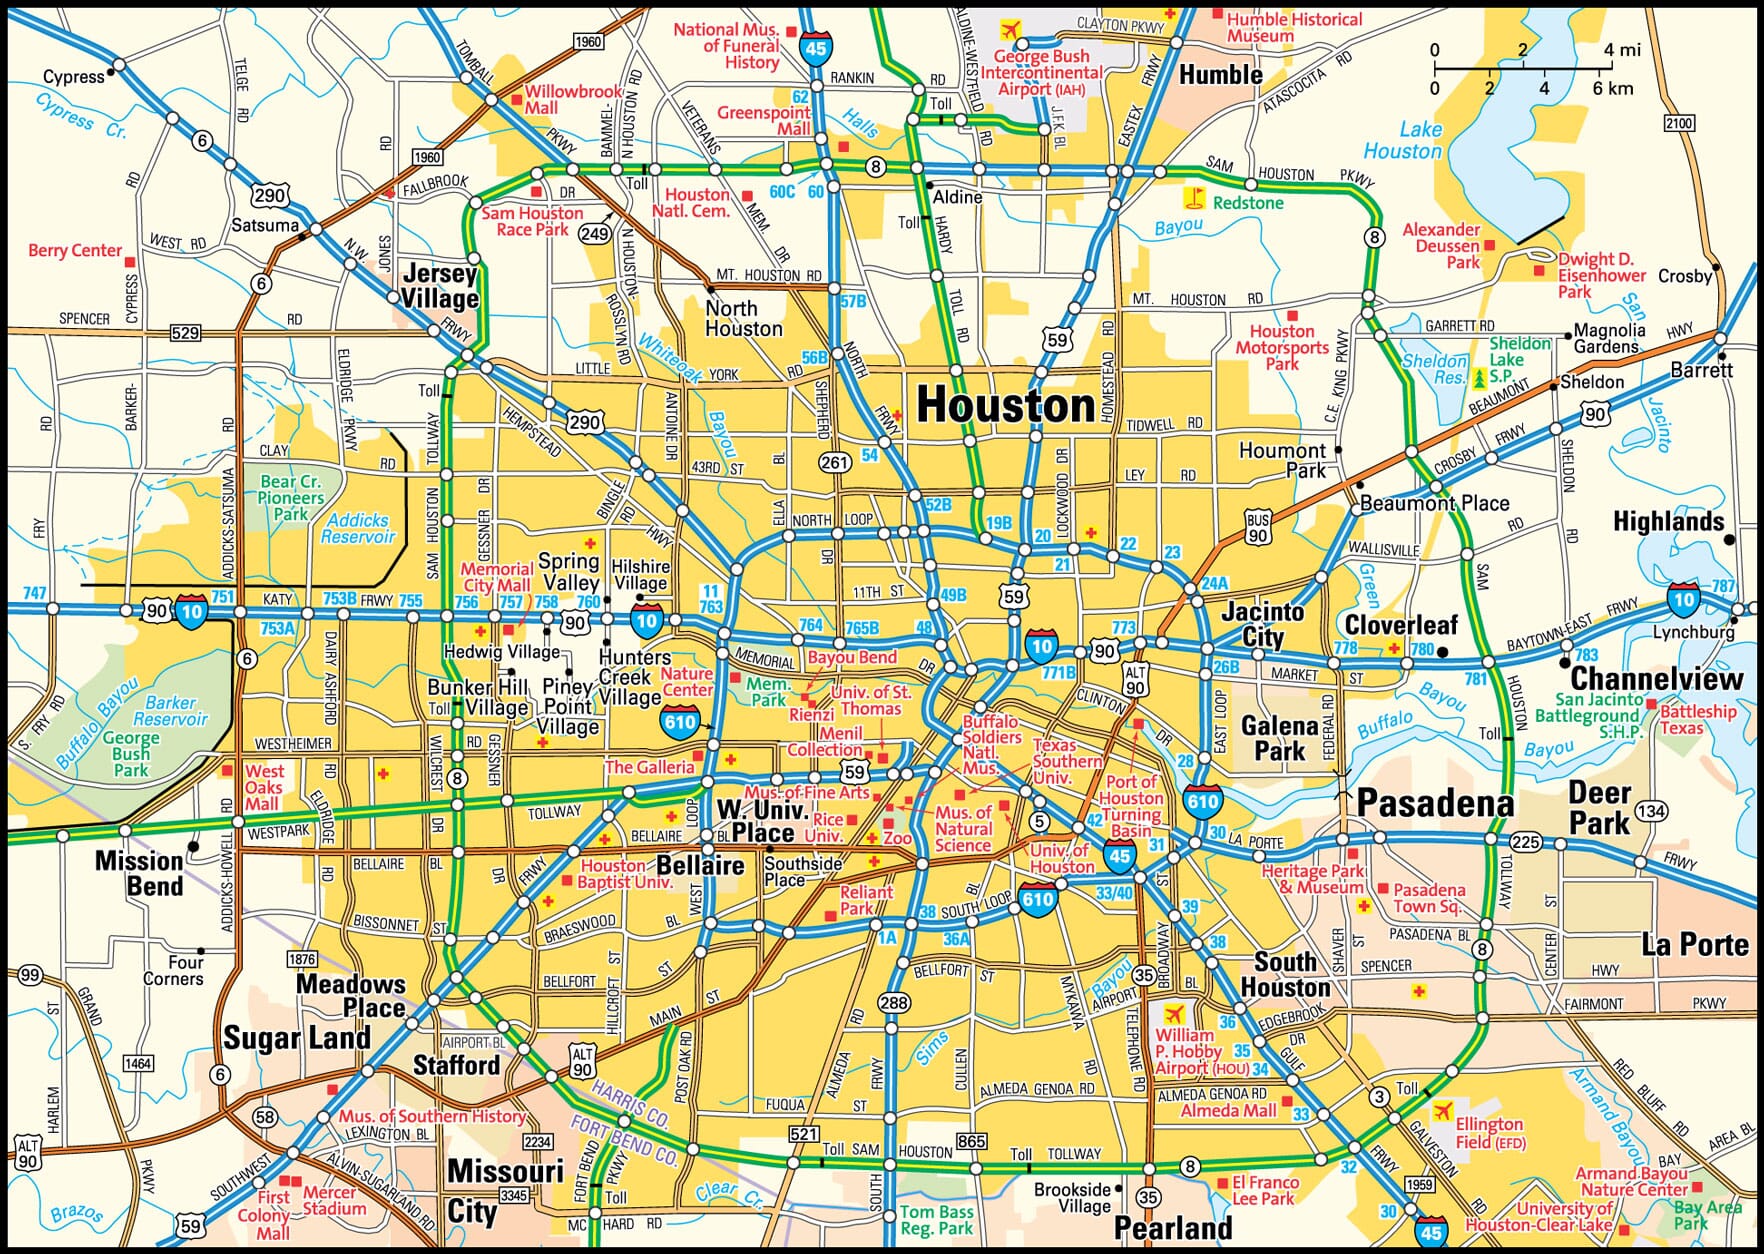 National Mus.
of Funeral
History
45
1960
TOMBALL
PKWY
Cypress
Cypress Cr.
TELGE RD
RD
6
290
Willowbrook
Mall
BAMMEL-
N HOUSTON RD
VETERANS
MEM.
DR
62
RANKIN
RD
Greenspoint
Mall
Halls
ALDINE-WESTFIELD
RD
Toll
George Bush
Intercontinental
Airport (IAH)
CLAYTON PKWY
J.F.K. BL
EASTEX
FRWY
Humble Historical
Museum
Humble
ATASCOCITA RD
0 2 4 mi
0 2 4 6 km
Lake
Houston
2100
1960
FALLBROOK
DR
Toll
8
60C
60
SAM
HOUSTON
PKWY
Satsuma
Sam Houston
Race Park
249
Houston
Natl. Cem.
Aldine
Toll
HARDY
TOLL
RD
Bayou
Redstone
8
Alexander
Deussen
Park
Dwight D.
Eisenhower
Park
Crosby
San
Jacinto
Berry Center
WEST RD
CYPRESS
N.W.
FRWY
JONES
RD
Jersey
Village
N HOUSTON-
ROSSLYN RD
MT. HOUSTON RD
North
Houston
57B
MT. HOUSTON RD
59
HOMESTEAD
RD
Houston
Motorsports
Park
C.E. KING PKWY
GARRETT RD
Magnolia
Gardens
HWY
Sheldon
Res.
Sheldon
Lake
S.P.
BEAUMONT
Sheldon
Barrett
SPENCER
529
RD
6
ELDRIDGE
PKWY
BARKER-
RD
Whiteoak
Bayou
56B
NORTH
FRWY
LITTLE
YORK
RD
Toll
SHEPHERD
DR
Houston
TIDWELL RD
90
FRWY
CROSBY
HEMPSTEAD
HWY
290
ANTOINE DR
43RD ST
BL
261
54
LEY RD
LOCKWOOD DR
Houmont
Park
Beaumont Place
SHELDON
RD
CLAY
RD
Bear Cr.
Pioneers
Park
Addicks
Reservoir
ADDICKS-SATSUMA
RD
SAM HOUSTON
TOLLWAY
GESSNER
DR
BINGLE
RD
ELLA
NORTH LOOP
52B
19B
20
21
22
23
24A
BUS
90
WALLISVILLE
RD
Highlands
FRY
RD
Memorial
City Mall
Spring
Valley
Hilshire
Village
11TH ST
49B
59
Green
SAM
HOUSTON
10
787
747
90
10
751
KATY
FRWY
753A
753B
755
756
757
758
760
90
10
11
763
764
765B
48
10
771B
90
773
Jacinto
City
26B
Cloverleaf
778
780
781
MARKET
ST
BAYTOWN-EAST
FRWY
783
Lynchburg
Channelview
Hedwig Village
Hunters
Creek
Village
Bunker Hill
Village
Piney
Point
Village
MEMORIAL
DR
Nature
Center
Mem.
Park
Bayou Bend
Rienzi
Univ. of St.
Thomas
Menil
Collection
ALT
90
CLINTON
DR
EAST LOOP
Galena
Park
FEDERAL RD
Bayou
Buffalo
Bayou
San Jacinto
Battleground
S.H.P.
Battleship
Texas
6
DAIRY ASHFORD
RD
Barker
Reservoir
Buffalo Bayou
George
Bush
Park
S. FRY RD
610
Toll
WESTHEIMER
RD
WILCREST
DR
8
GESSNER
DR
The Galleria
59
Buffalo
Soldiers
Natl.
Mus.
Texas
Southern
Univ.
Port of
Houston
Turning
Basin
28
610
Toll
Pasadena
Deer
Park
134
West
Oaks
Mall
ELDRIDGE
RD
TOLLWAY
WESTPARK
LOOP
WEST
Mus. of Fine Arts
W. Univ.
Place
Rice
Univ.
Zoo
Mus. of
Natural
Science
5
42
Univ. of
Houston
45
30
31
LA PORTE
225
FRWY
BELLAIRE
BL
BELLAIRE
BL
Bellaire
Southside
Place
Mission
Bend
ADDICKS-HOWELL
RD
Houston
Baptist Univ.
FRWY
Reliant
Park
38
1A
36A
SOUTH LOOP
BL
610
33/40
ST
39
38
Heritage Park
& Museum
Pasadena
Town Sq.
PASADENA BL
8
TOLLWAY
CENTER
ST
La Porte
BISSONNET
ST
BRAESWOOD
BL
Four
Corners
1876
BELLFORT
HILLCROFT
ST
ST
BELLFORT
ST
288
MYKAWA
RD
Bayou
AIRPORT
BL
BROADWAY
35
South
Houston
SHAVER
ST
SPENCER
HWY
FAIRMONT
PKWY
99
GRAND
ST
Meadows
Place
Sugar Land
Stafford
AIRPORT BL
ALT
90
MAIN
ST
POST OAK RD
ALMEDA
RD
Sims
CULLEN
BL
TELEPHONE RD
William
P. Hobby
Airport (HOU)
36
EDGEBROOK
DR
35
34
GULF
FRWY
1464
HARLEM
6
58
HARRIS CO.
FORT BEND CO.
FUQUA
ST
ALMEDA GENOA RD
ALMEDA GENOA RD
Almeda Mall
33
3
Toll
Ellington
Field (EFD)
RED BLUFF
RD
Armand Bayou
AREA BL
BAY
ALT
90
Mus. of Southern History
LEXINGTON BL
2234
521
865
Toll SAM
HOUSTON
Toll
TOLLWAY
8
32
GALVESTON
RD
1959
SOUTHWEST
PKWY
ALVIN-SUGARLAND RD
Missouri
City
3345
FORT BEND
PKWY
Toll
MC HARD RD
Clear Cr.
FRWY
SOUTH
Tom Bass
Reg. Park
Brookside
Village
35
Pearland
El Franco
Lee Park
Armand Bayou
Nature Center
Bay Area
Park
University of
Houston-Clear Lake
30
45
Brazos
59
First
Colony
Mall
Mercer
Stadium